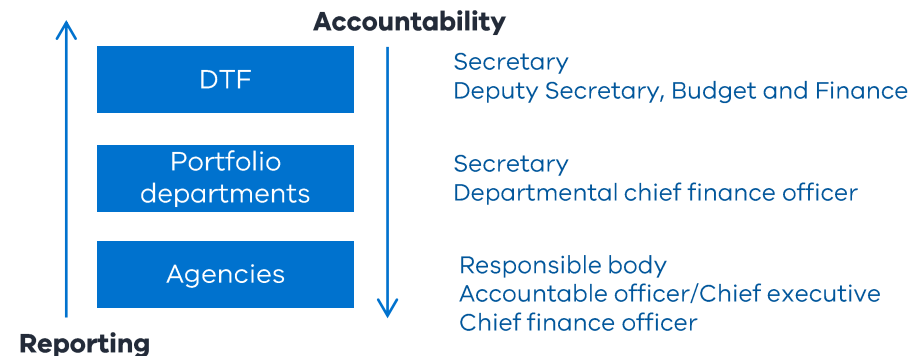 Accountability
DTF
Secretary
Deputy Secretary, Budget and Finance
Portfolio
departments
Secretary
Departmental chief finance officer
Agencies
Responsible body
Accountable officer/Chief executive
Chief finance officer
Reporting